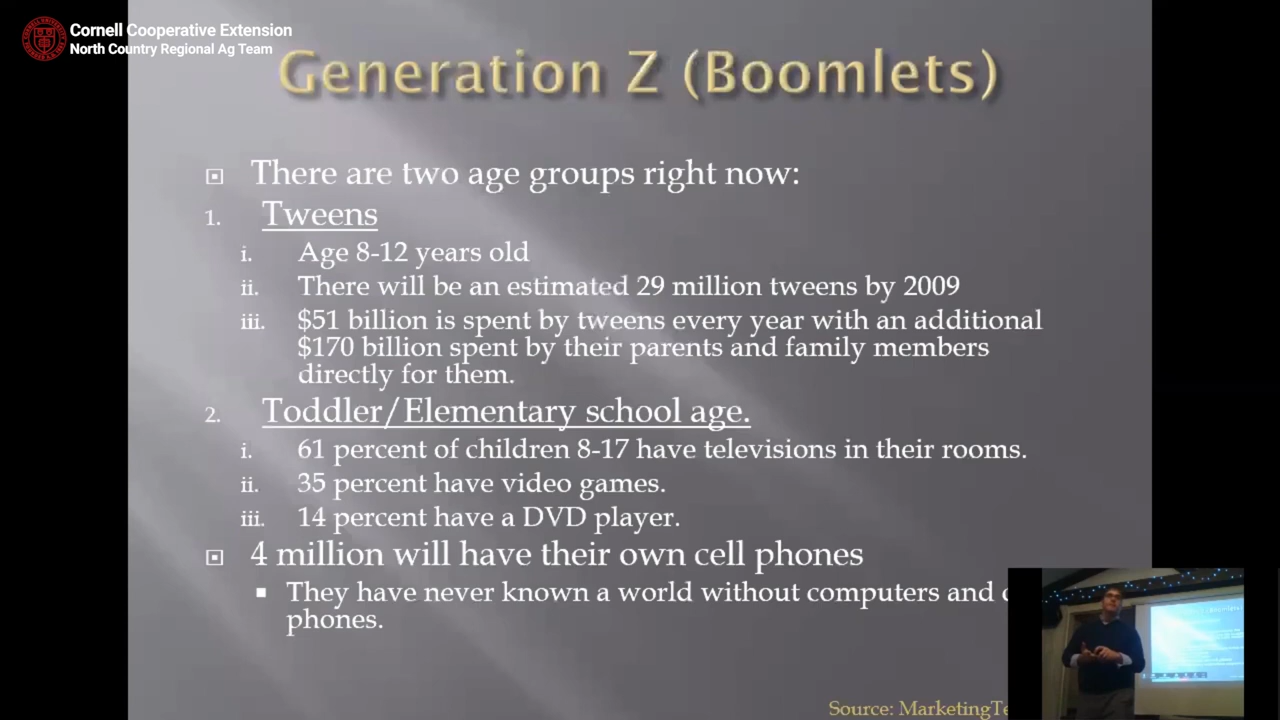 Cornell Cooperative Extension
North Country Regional Ag Team
Generation Z (Boomlets)
There are two age groups right now:
1. Tweens
i. Age 8-12 years old
ii. There will be an estimated 29 million tweens by 2009
iii. $51 billion is spent by tweens every year with an additional
$170 billion spent by their parents and family members
directly for them.
2. Toddler/Elementary school age.
i. 61 percent of children 8-17 have televisions in their rooms.
ii. 35 percent have video games.
iii. 14 percent have a DVD player.
4 million will have their own cell phones
They have never known a world without computers and
phones.
Source: